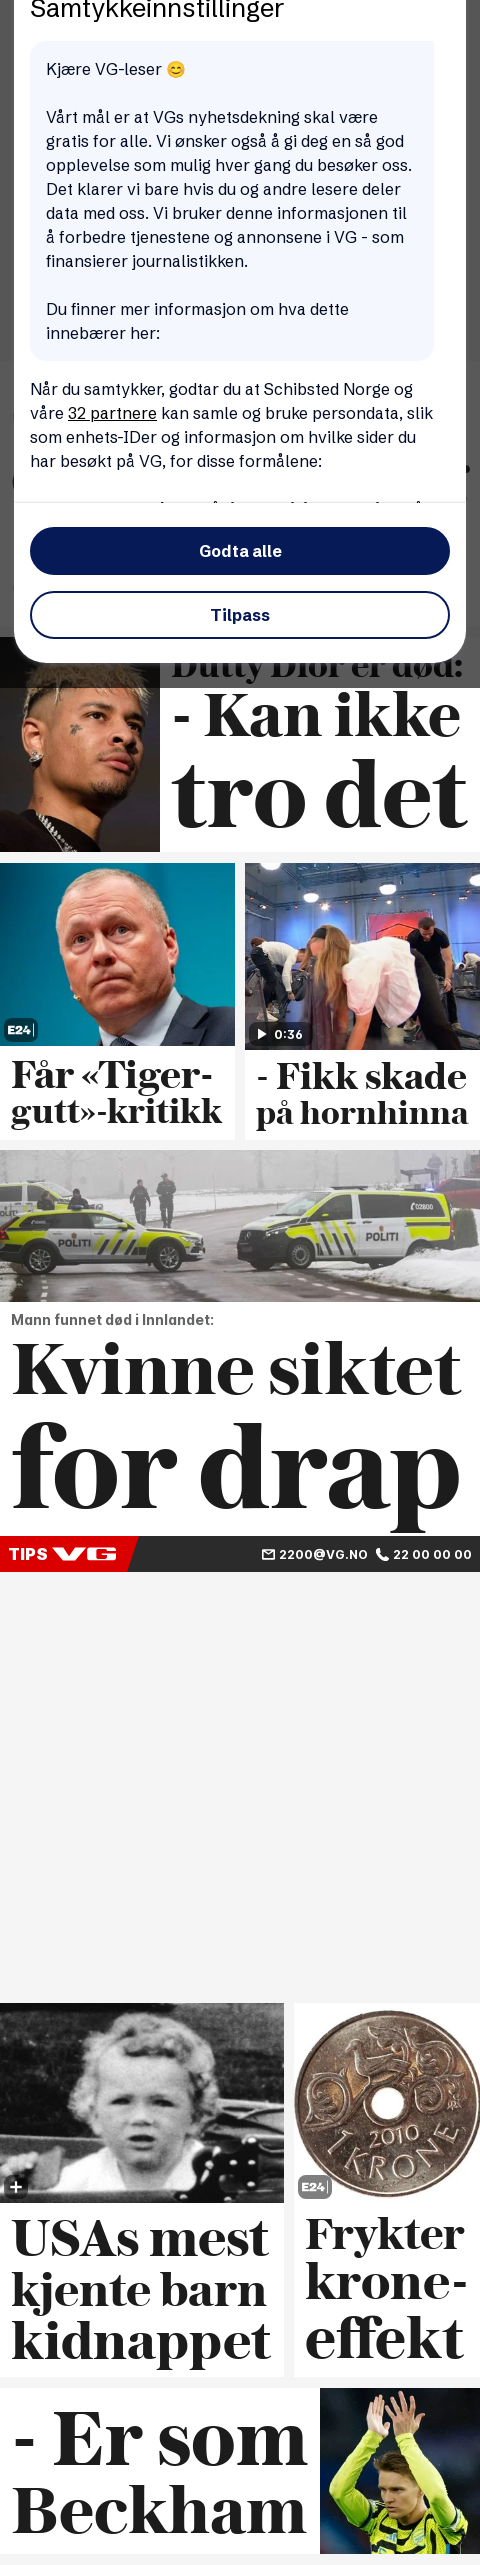 Samtykkeinnstillinger
Kjære VG-leser 😊
Vårt mål er at VGs nyhetsdekning skal være
gratis for alle. Vi ønsker også å gi deg en så god
opplevelse som mulig hver gang du besøker oss.
Det klarer vi bare hvis du og andre lesere deler
data med oss. Vi bruker denne informasjonen til
å forbedre tjenestene og annonsene i VG - som
finansierer journalistikken.
Du finner mer informasjon om hva dette
innebærer her:
Når du samtykker, godtar du at Schibsted Norge og
våre 32 partnere kan samle og bruke persondata, slik
som enhets-IDer og informasjon om hvilke sider du
har besøkt på VG, for disse formålene:
Godta alle
Tilpass
Dutty Dior er død:
- Kan ikke
tro det
E24
0:36
Får «Tiger-
gutt»-kritikk
- Fikk skade
på hornhinna
POLITI
02800
POLITI
Mann funnet død i Innlandet:
Kvinne siktet
for drap
TIPS VG
2200@VG.NO 22 00 00 00
2010
1 KRONE
E24
USAs mest
kjente barn
kidnappet
Frykter
krone-
effekt
- Er som
Beckham